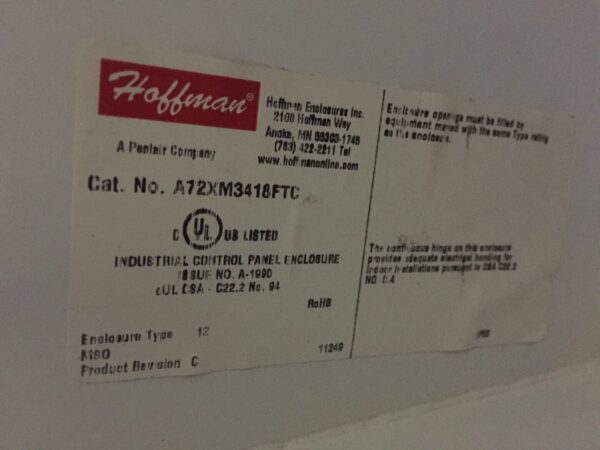 Hoffman®
A Pentair Company
Hoffman Enclosures Inc.
2100 Hoffman Way
Anoka, MN 55303-1745
(763) 422-2211 Tel
www.hoffmanonline.com
Cat. No. A72XM3418FTC
C UL US LISTED
INDUSTRIAL CONTROL PANEL ENCLOSURE
ISSUE NO. A-1990
cUL CSA - C22.2 No. 94
RoHS
Enclosure Type 12
MSO
Product Revision C
11249
Enclosure openings must be filled by
equipment marked with the same Type rating
as the enclosure.
The continuous hinge on this enclosure
provides adequate electrical bonding for
indoor installations pursuant to CSA C22.2
NO. 0.4